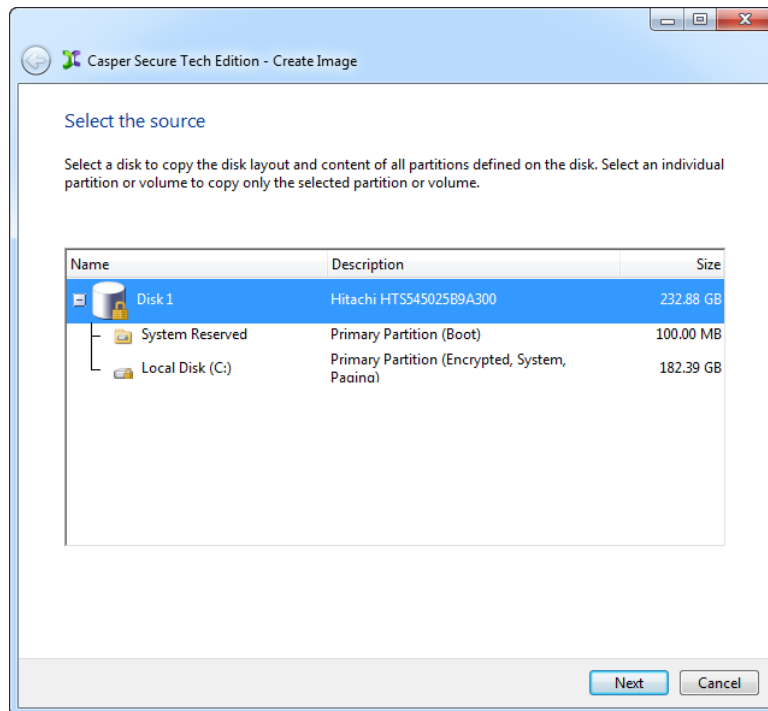 Casper Secure Tech Edition - Create Image
Select the source
Select a disk to copy the disk layout and content of all partitions defined on the disk. Select an individual
partition or volume to copy only the selected partition or volume.
Name Description Size
Disk 1 Hitachi HTS545025B9A300 232.88 GB
System Reserved Primary Partition (Boot) 100.00 MB
Local Disk (C:) Primary Partition (Encrypted, System, 182.39 GB
Paging)
Next Cancel